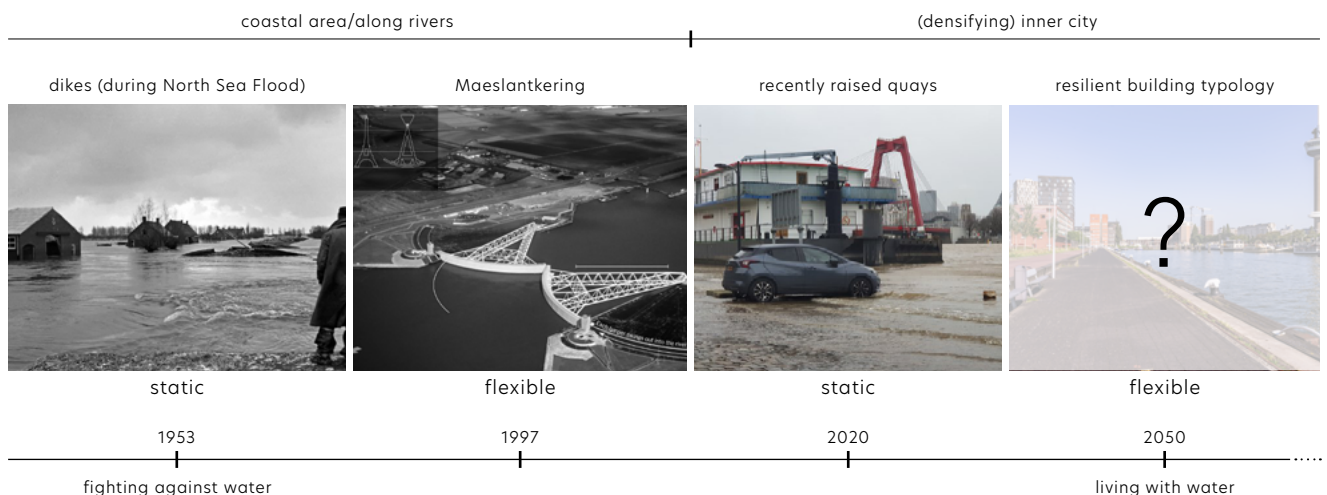 coastal area/along rivers
(densifying) inner city
dikes (during North Sea Flood)
Maeslantkering
recently raised quays
resilient building typology
?
static
flexible
static
flexible
1953
1997
2020
2050
fighting against water
living with water